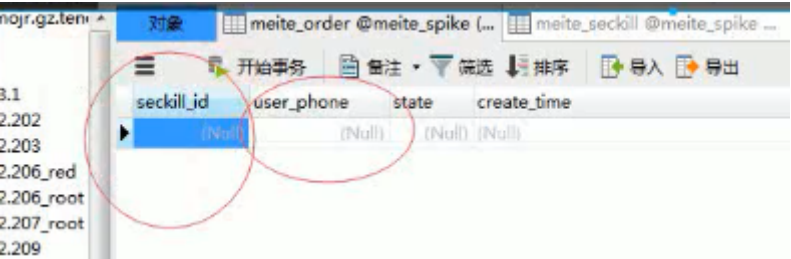 mojr.gz.ten
对象 meite_order @meite_spike (... meite_seckill @meite_spike ...
开始事务 备注 筛选 排序 导入 导出
3.1
seckill_id user_phone state create_time
2.202
(Null) (Null) (Null) (Null)
2.203
2.206_red
2.206_root
2.207_root
2.209